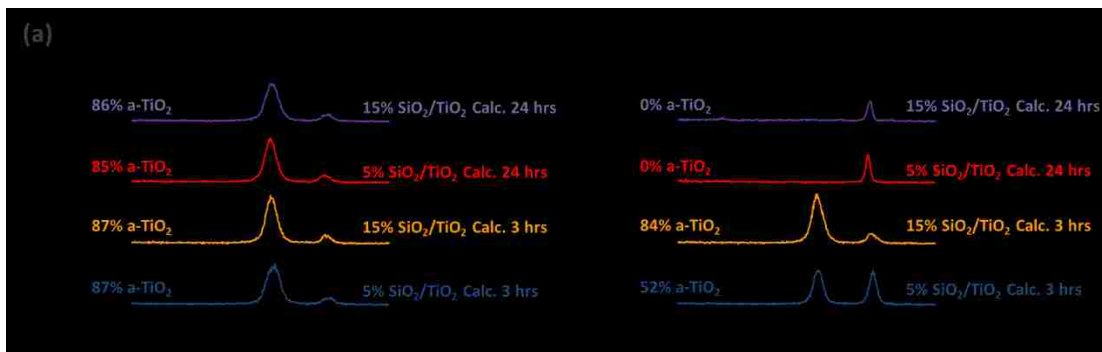 (a)
86% a-TiO₂ 15% SiO₂/TiO₂ Calc. 24 hrs
85% a-TiO₂ 5% SiO₂/TiO₂ Calc. 24 hrs
87% a-TiO₂ 15% SiO₂/TiO₂ Calc. 3 hrs
87% a-TiO₂ 5% SiO₂/TiO₂ Calc. 3 hrs
0% a-TiO₂ 15% SiO₂/TiO₂ Calc. 24 hrs
0% a-TiO₂ 5% SiO₂/TiO₂ Calc. 24 hrs
84% a-TiO₂ 15% SiO₂/TiO₂ Calc. 3 hrs
52% a-TiO₂ 5% SiO₂/TiO₂ Calc. 3 hrs